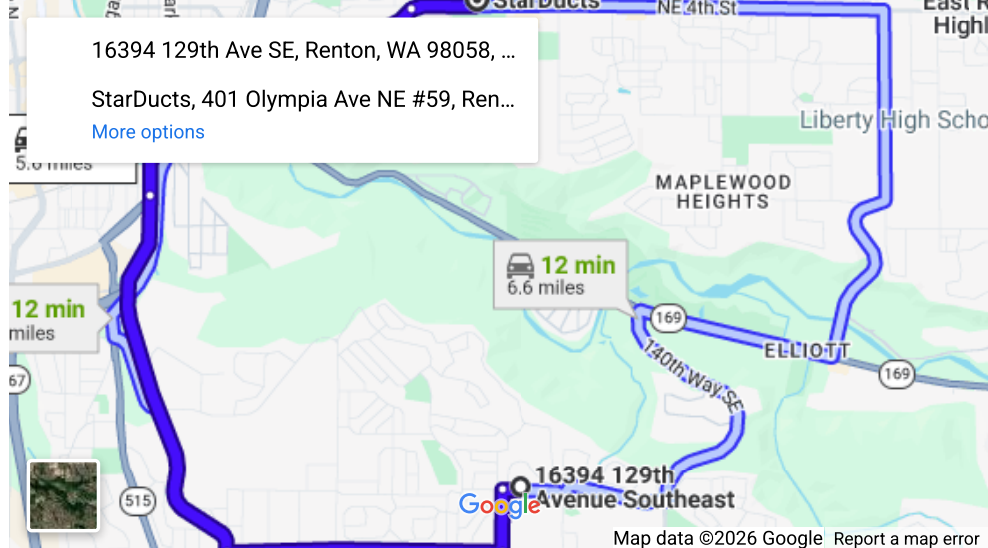 StarDucts
NE 4th St
16394 129th Ave SE, Renton, WA 98058, ...
StarDucts, 401 Olympia Ave NE #59, Ren...
More options
5.6 miles
Liberty High Scho
MAPLEWOOD
HEIGHTS
12 min
6.6 miles
12 min
miles
169
140th Way SE
ELLIOTT
169
67
16394 129th
Avenue Southeast
Google
515
Map data ©2026 Google
Report a map error